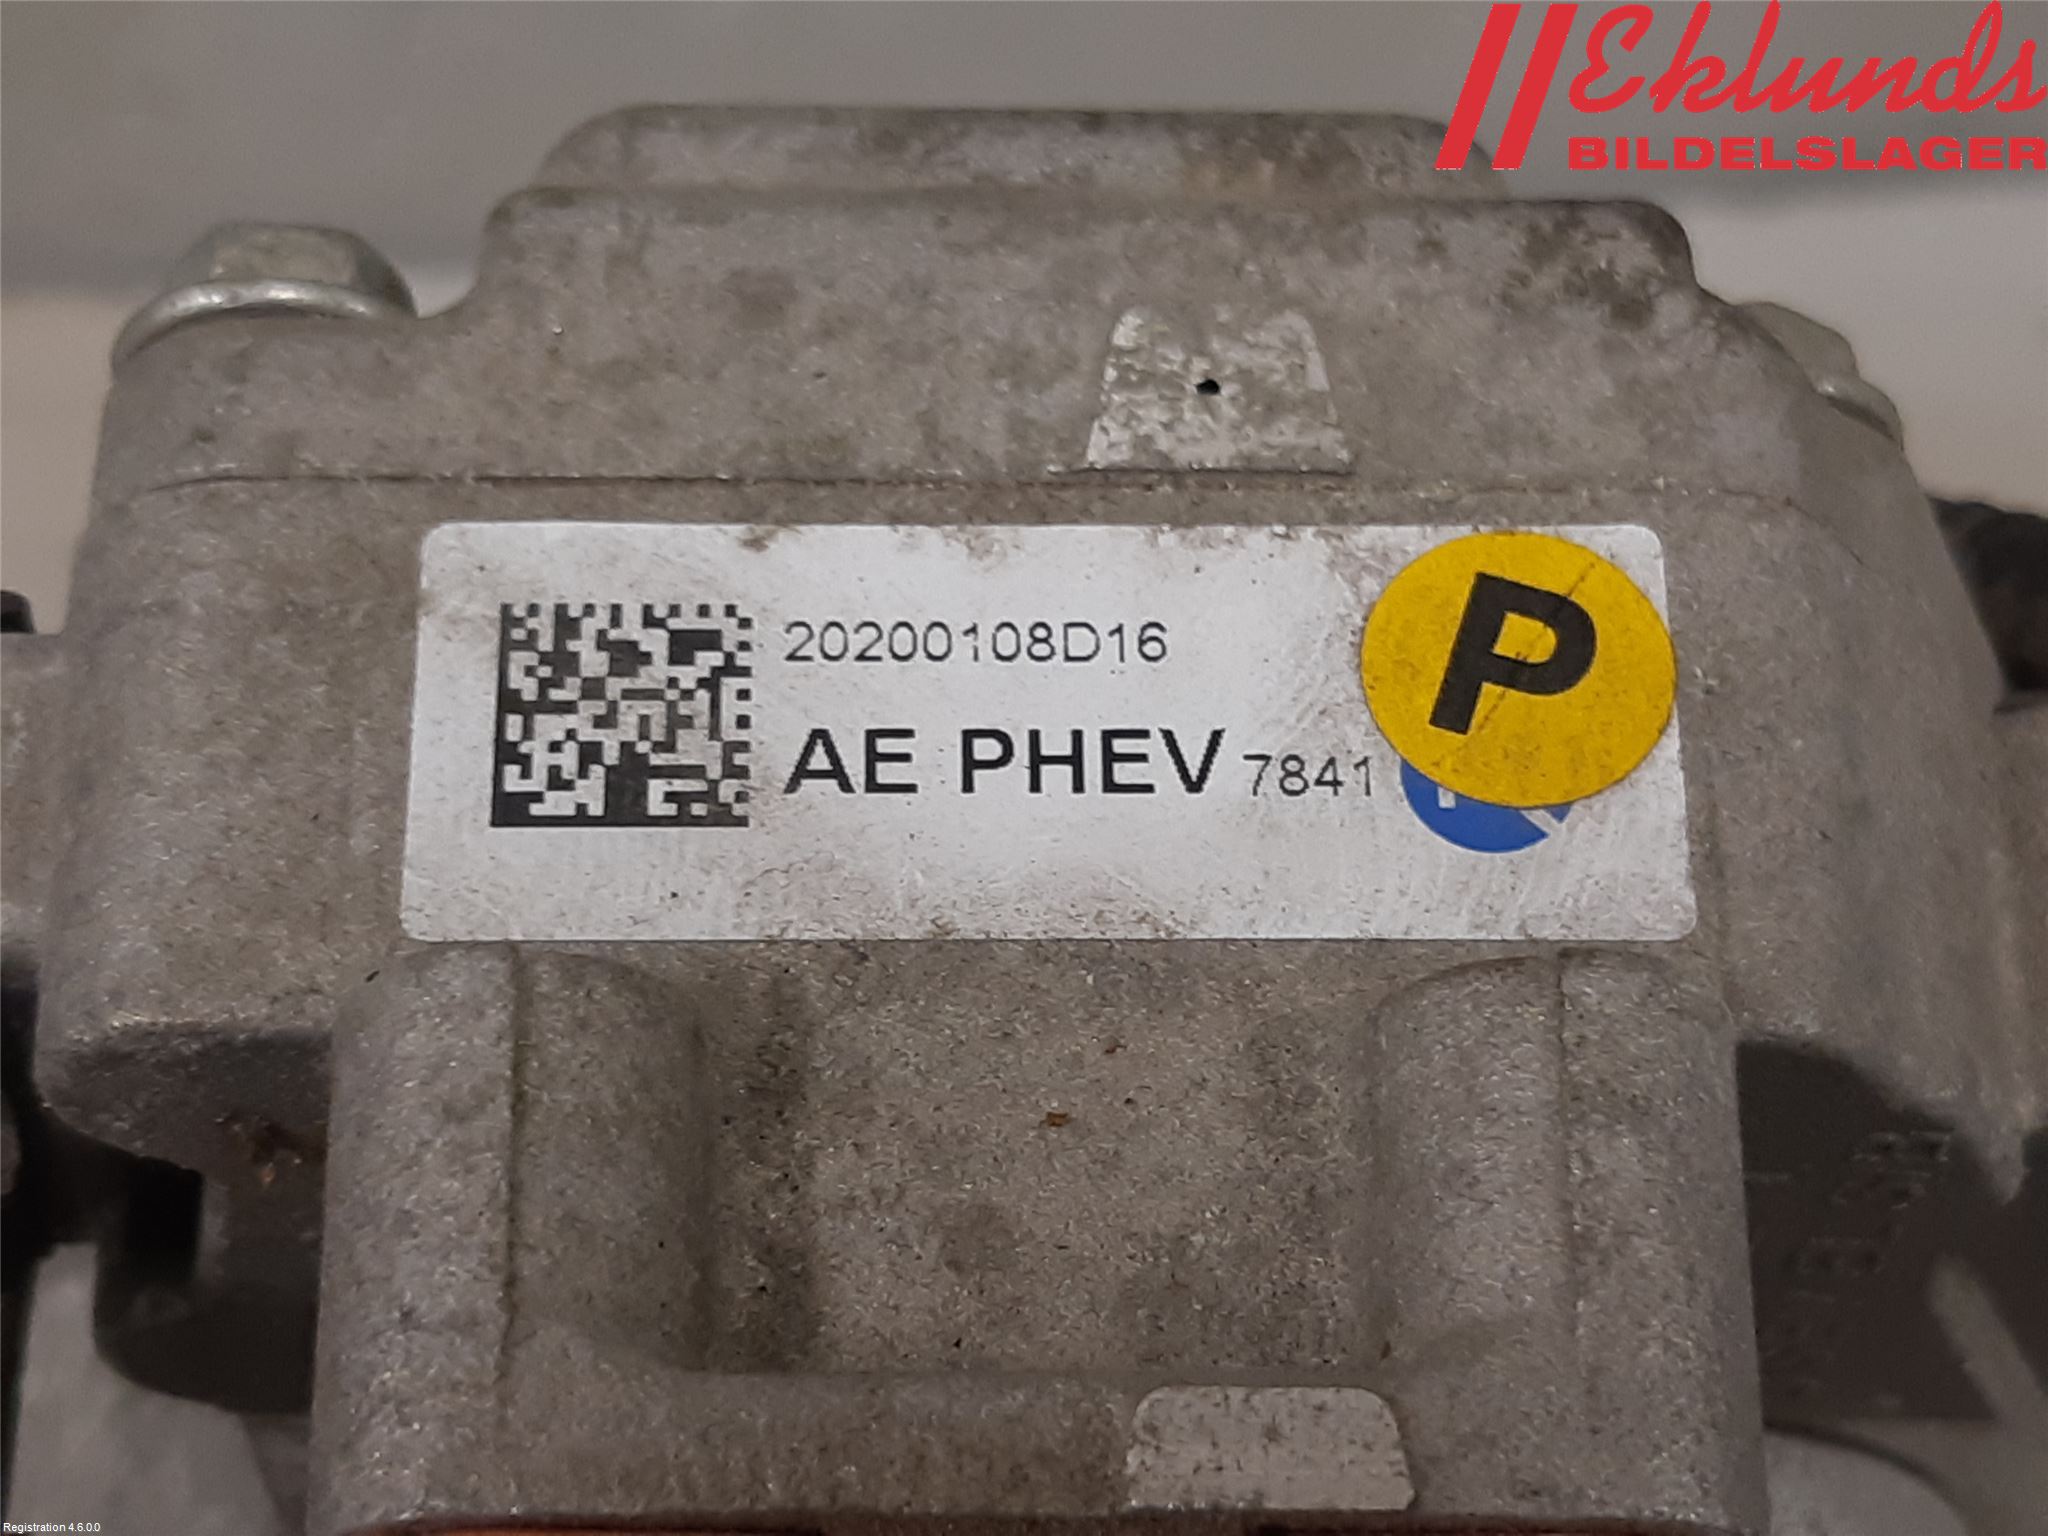 Eklunds
BILDELSLAGER
20200108D16
AE PHEV 7841
P
Registration 4.6.0.0